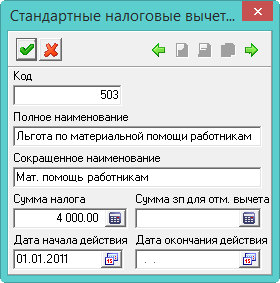 Стандартные налоговые вычет...
Код
503
Полное наименование
Льгота по материальной помощи работникам
Сокращенное наименование
Мат. помощь работникам
Сумма налога Сумма зп для отм. вычета
4 000.00
Дата начала действия Дата окончания действия
01.01.2011 . .